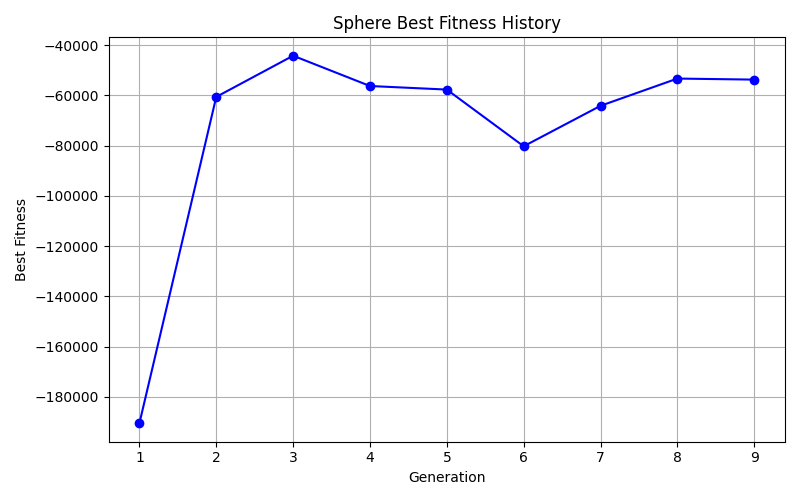 Sphere Best Fitness History
Best Fitness
−40000
−60000
−80000
−100000
−120000
−140000
−160000
−180000
1 2 3 4 5 6 7 8 9
Generation